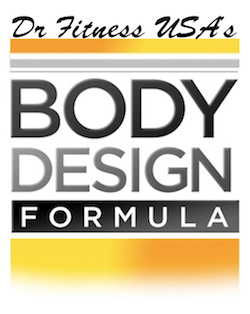 Dr Fitness USA's
BODY
DESIGN
FORMULA